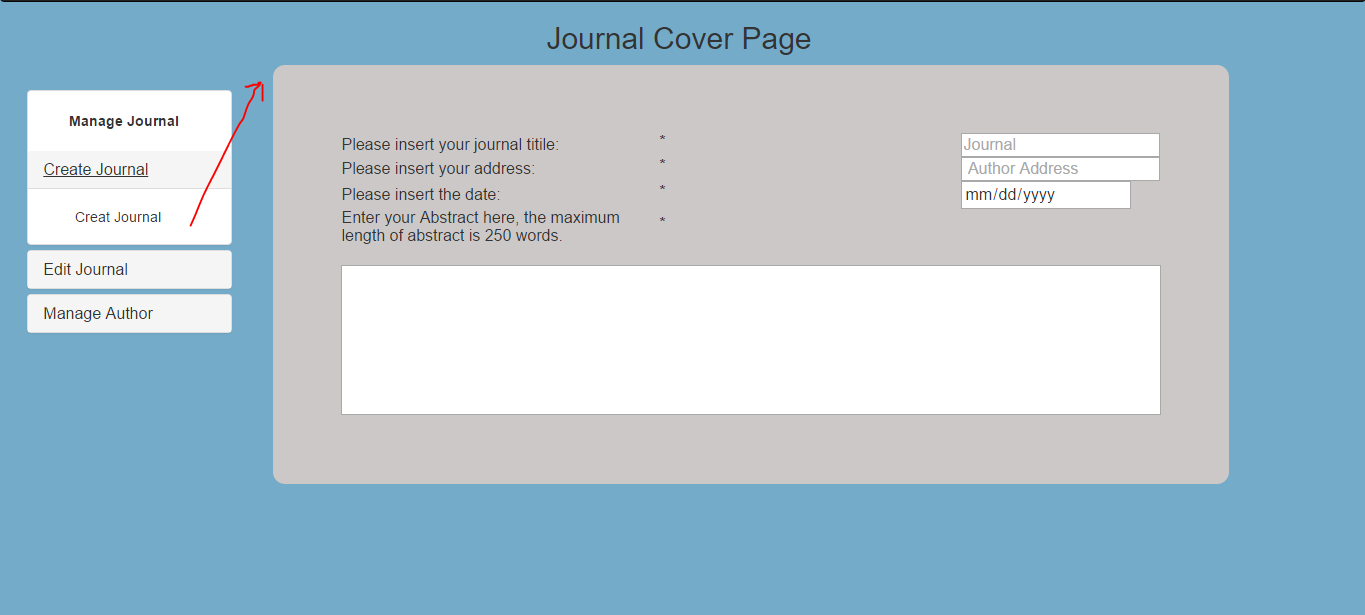 Journal Cover Page
Manage Journal
Create Journal
Creat Journal
Edit Journal
Manage Author
Please insert your journal titile: * Journal
Please insert your address: * Author Address
Please insert the date: * mm/dd/yyyy
Enter your Abstract here, the maximum *
length of abstract is 250 words.